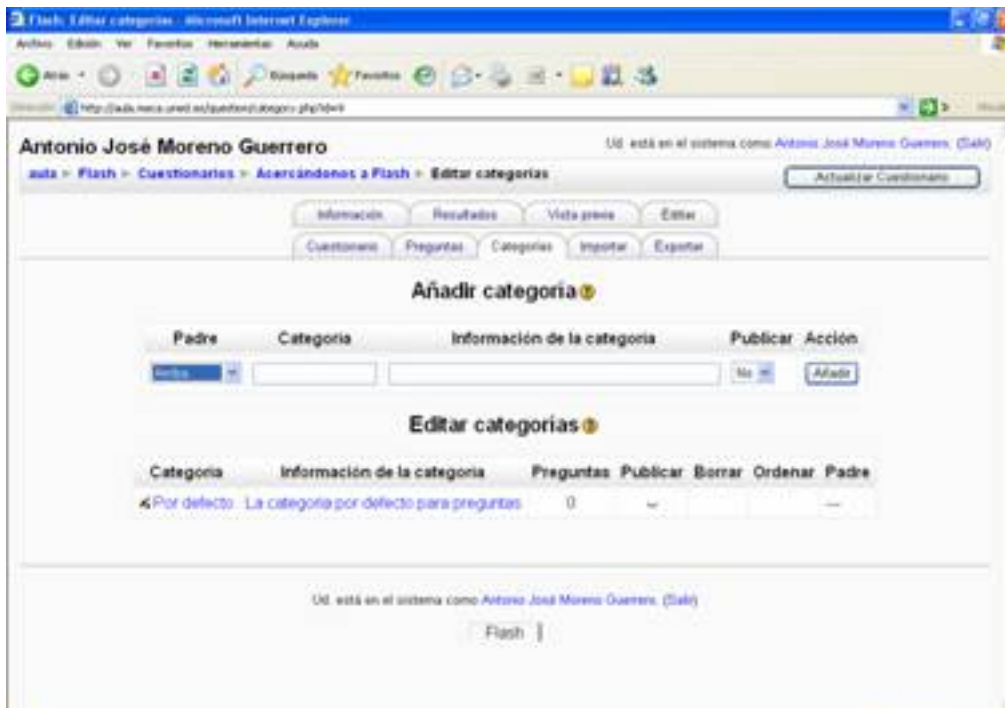 Flash: Editar categorías - Microsoft Internet Explorer
Archivo Edición Ver Favoritos Herramientas Ayuda
Atrás Búsqueda Favoritos
Antonio José Moreno Guerrero
Ud. está en el sistema como Antonio José Moreno Guerrero. (Salir)
aula ► Flash ► Cuestionarios ► Acercándonos a Flash ► Editar categorías
Actualizar Cuestionario
Información Resultados Vista previa Editar
Cuestionario Preguntas Categorías Importar Exportar
Añadir categoría
Padre Categoría Información de la categoría Publicar Acción
Arriba No Añadir
Editar categorías
Categoría Información de la categoría Preguntas Publicar Borrar Ordenar Padre
Por defecto La categoría por defecto para preguntas 0
Ud. está en el sistema como Antonio José Moreno Guerrero. (Salir)
Flash